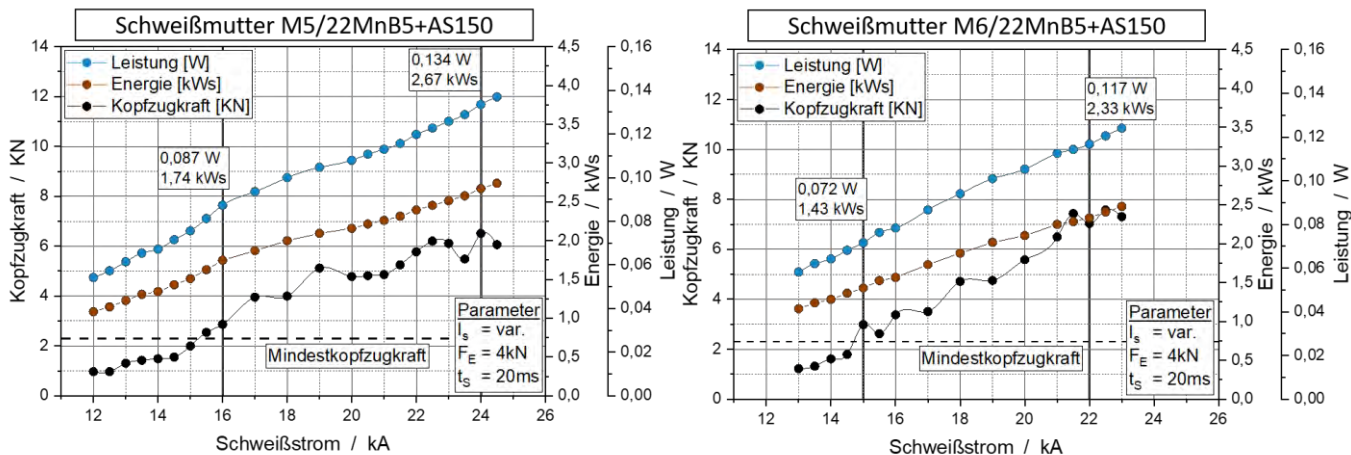 Schweißmutter M5/22MnB5+AS150
Leistung [W]
Energie [kWs]
Kopfzugkraft [KN]
0,134 W
2,67 kWs
0,087 W
1,74 kWs
Mindestkopfzugkraft
Parameter
I_s = var.
F_E = 4kN
t_S = 20ms
Kopfzugkraft / KN
14
12
10
8
6
4
2
0
12 14 16 18 20 22 24 26
Schweißstrom / kA
4,5
4,0
3,5
3,0
2,5
2,0
1,5
1,0
0,5
0,0
Energie / kWs
0,16
0,14
0,12
0,10
0,08
0,06
0,04
0,02
0,00
Leistung / W
Schweißmutter M6/22MnB5+AS150
Leistung [W]
Energie [kWs]
Kopfzugkraft [KN]
0,117 W
2,33 kWs
0,072 W
1,43 kWs
Mindestkopfzugkraft
Parameter
I_s = var.
F_E = 4kN
t_S = 20ms
Kopfzugkraft / KN
14
12
10
8
6
4
2
0
12 14 16 18 20 22 24 26
Schweißstrom / kA
4,5
4,0
3,5
3,0
2,5
2,0
1,5
1,0
0,5
0,0
Energie / kWs
0,16
0,14
0,12
0,10
0,08
0,06
0,04
0,02
0,00
Leistung / W